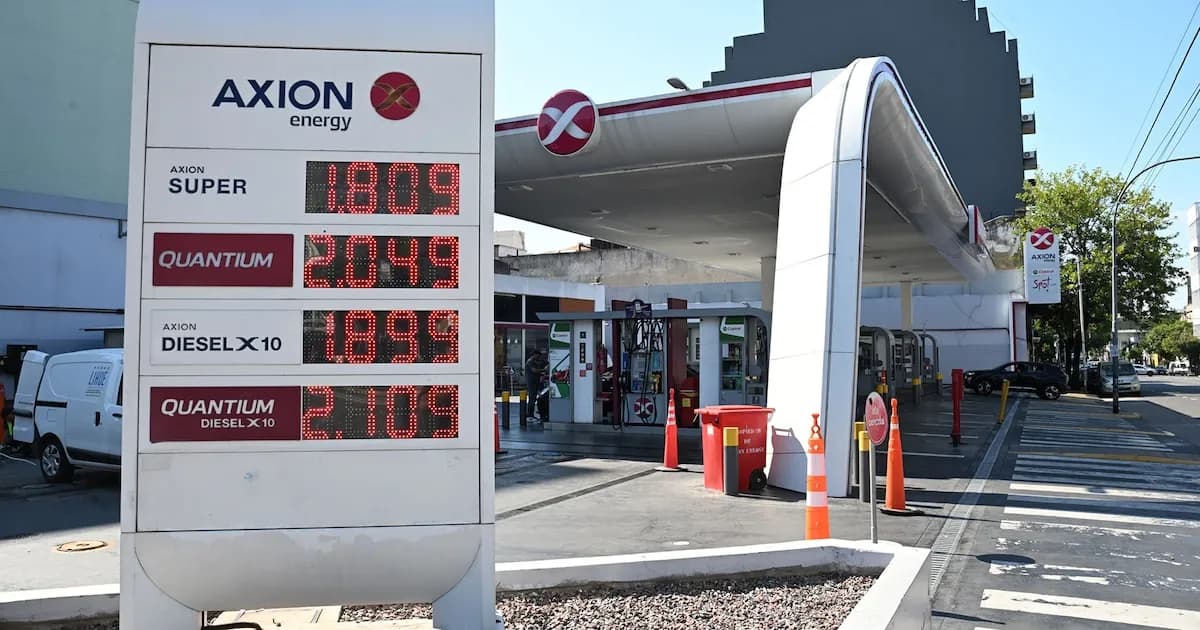 AXION
energy
AXION
SUPER
1.809
QUANTIUM
2.049
AXION
DIESEL X10
1.899
QUANTIUM
DIESEL X10
2.109
AXION
Spot